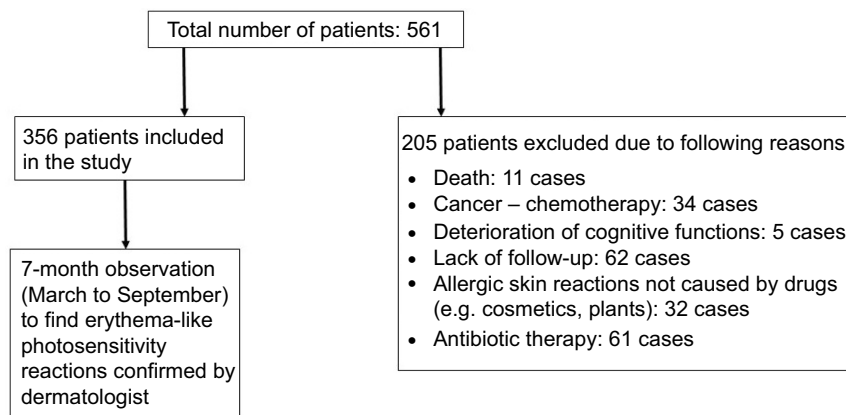 Total number of patients: 561
356 patients included
in the study
205 patients excluded due to following reasons
• Death: 11 cases
• Cancer – chemotherapy: 34 cases
• Deterioration of cognitive functions: 5 cases
• Lack of follow-up: 62 cases
• Allergic skin reactions not caused by drugs
(e.g. cosmetics, plants): 32 cases
• Antibiotic therapy: 61 cases
7-month observation
(March to September)
to find erythema-like
photosensitivity
reactions confirmed by
dermatologist